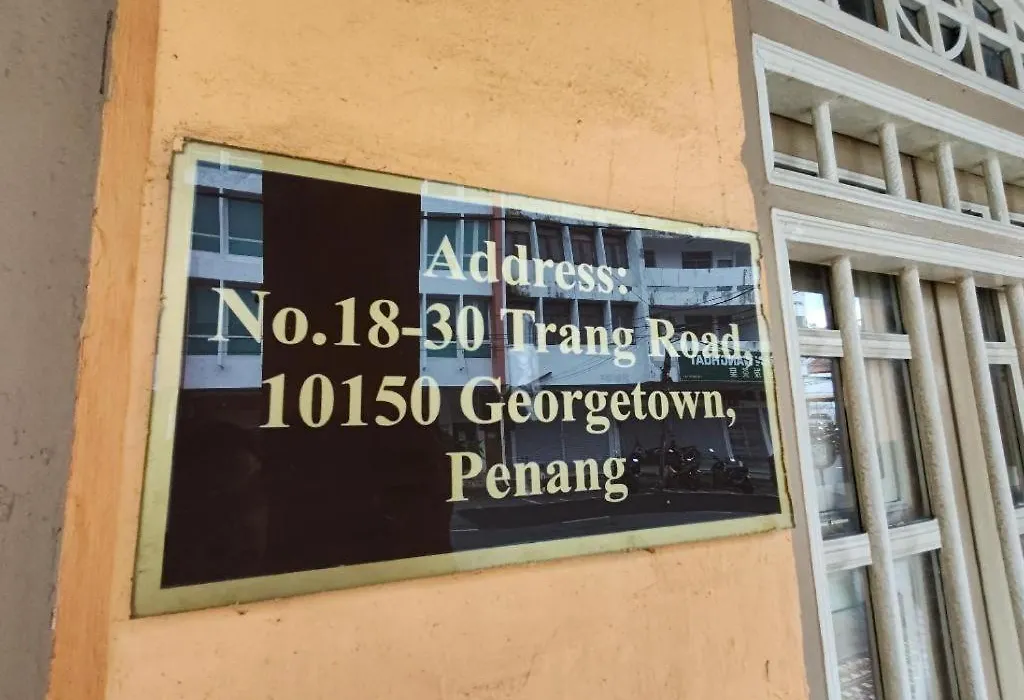 Address:
No.18-30 Trang Road,
10150 Georgetown,
Penang